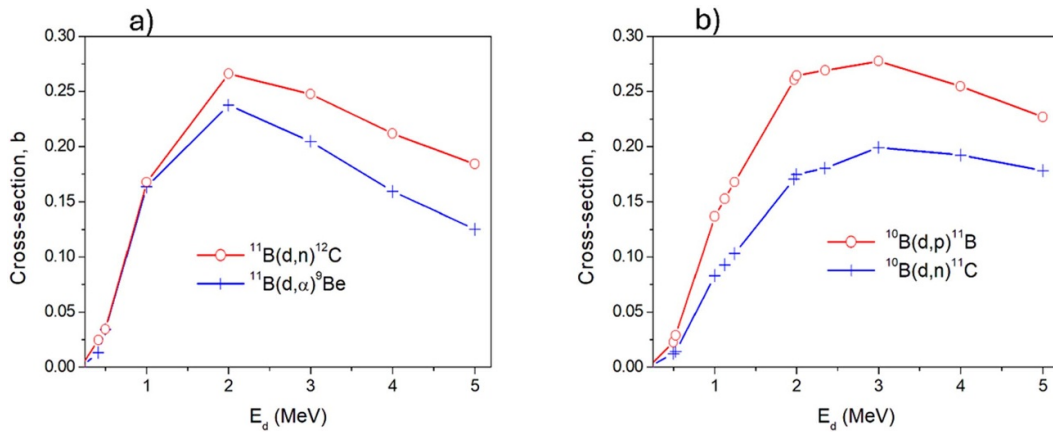 a)
0.30
0.25
0.20
0.15
0.10
0.05
0.00
Cross-section, b
¹¹B(d,n)¹²C
¹¹B(d,α)⁹Be
1 2 3 4 5
E_d (MeV)
b)
0.30
0.25
0.20
0.15
0.10
0.05
0.00
Cross-section, b
¹⁰B(d,p)¹¹B
¹⁰B(d,n)¹¹C
1 2 3 4 5
E_d (MeV)